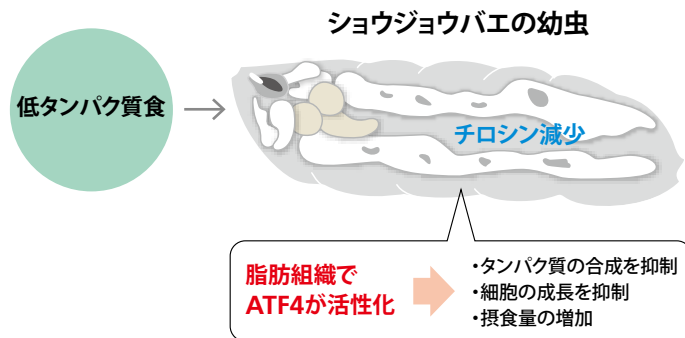 ショウジョウバエの幼虫
低タンパク質食
チロシン減少
脂肪組織で
ATF4が活性化
・タンパク質の合成を抑制
・細胞の成長を抑制
・摂食量の増加